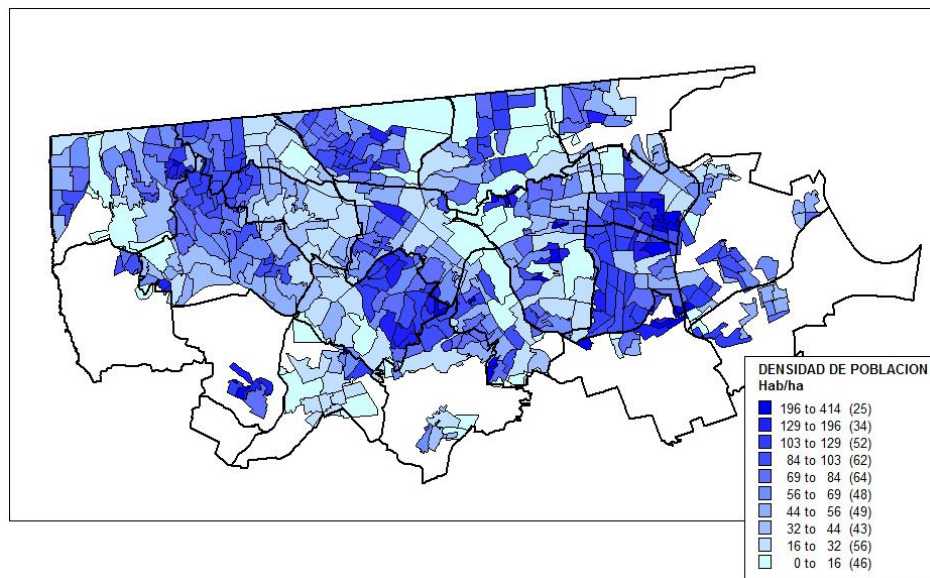 DENSIDAD DE POBLACION
Hab/ha
196 to 414 (25)
129 to 196 (34)
103 to 129 (52)
84 to 103 (62)
69 to 84 (64)
56 to 69 (48)
44 to 56 (49)
32 to 44 (43)
16 to 32 (56)
0 to 16 (46)